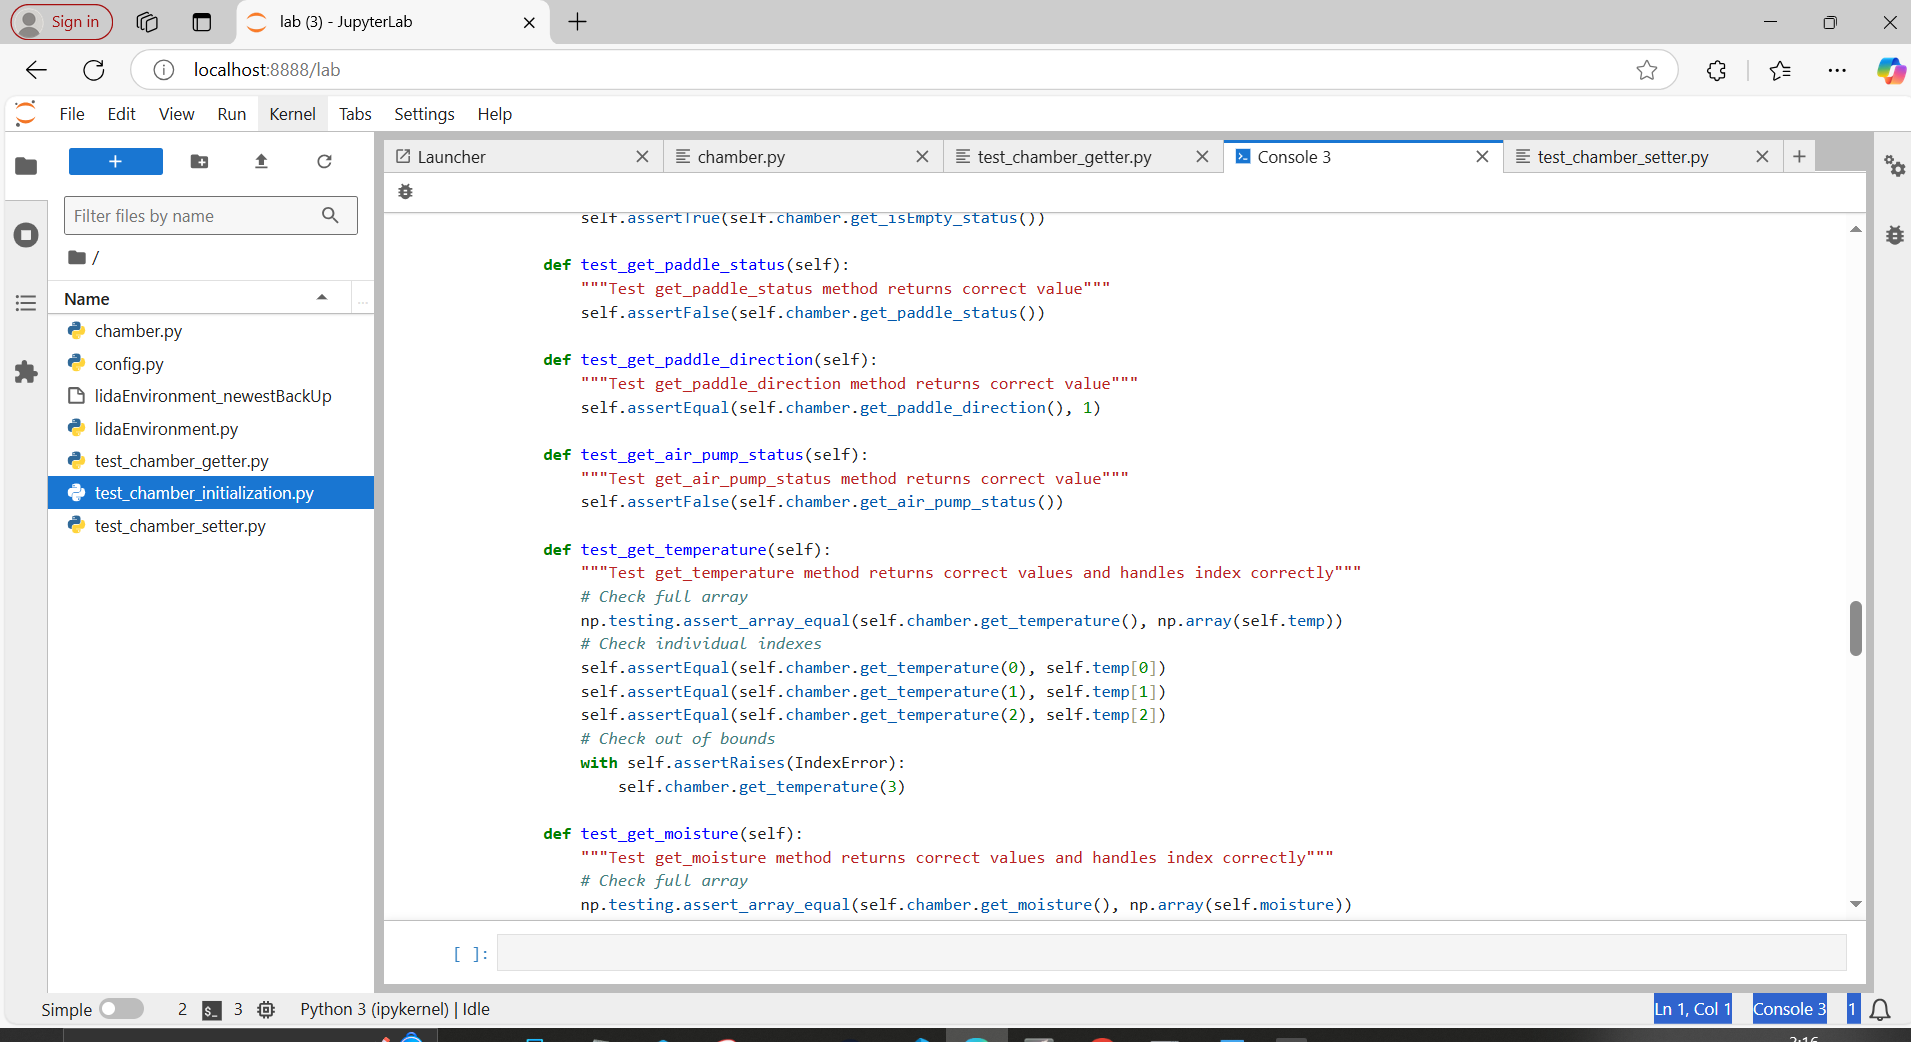 Sign in
lab (3) - JupyterLab
localhost:8888/lab
File Edit View Run Kernel Tabs Settings Help
Launcher
chamber.py
test_chamber_getter.py
Console 3
test_chamber_setter.py
Filter files by name
/
Name
chamber.py
config.py
lidaEnvironment_newestBackUp
lidaEnvironment.py
test_chamber_getter.py
test_chamber_initialization.py
test_chamber_setter.py
self.assertTrue(self.chamber.get_isEmpty_status())
def test_get_paddle_status(self):
"""Test get_paddle_status method returns correct value"""
self.assertFalse(self.chamber.get_paddle_status())
def test_get_paddle_direction(self):
"""Test get_paddle_direction method returns correct value"""
self.assertEqual(self.chamber.get_paddle_direction(), 1)
def test_get_air_pump_status(self):
"""Test get_air_pump_status method returns correct value"""
self.assertFalse(self.chamber.get_air_pump_status())
def test_get_temperature(self):
"""Test get_temperature method returns correct values and handles index correctly"""
# Check full array
np.testing.assert_array_equal(self.chamber.get_temperature(), np.array(self.temp))
# Check individual indexes
self.assertEqual(self.chamber.get_temperature(0), self.temp[0])
self.assertEqual(self.chamber.get_temperature(1), self.temp[1])
self.assertEqual(self.chamber.get_temperature(2), self.temp[2])
# Check out of bounds
with self.assertRaises(IndexError):
self.chamber.get_temperature(3)
def test_get_moisture(self):
"""Test get_moisture method returns correct values and handles index correctly"""
# Check full array
np.testing.assert_array_equal(self.chamber.get_moisture(), np.array(self.moisture))
[ ]:
Simple 2 $_ 3 Python 3 (ipykernel) | Idle
Ln 1, Col 1 Console 3 1